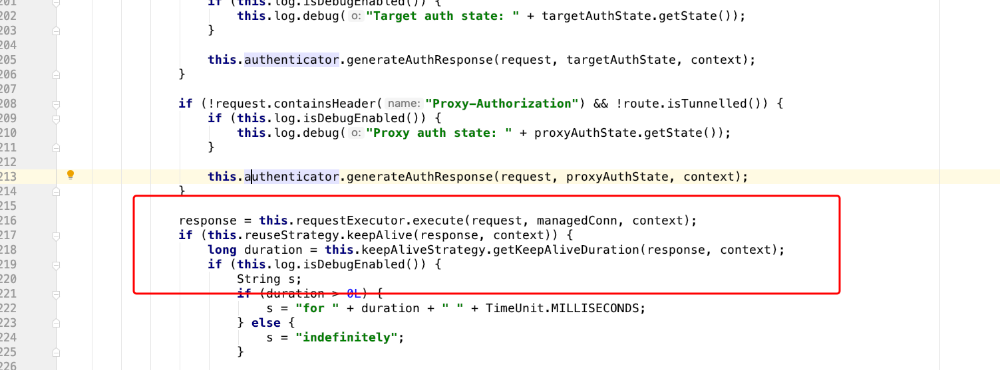 201 if (this.log.isDebugEnabled()) {
202 this.log.debug( o: "Target auth state: " + targetAuthState.getState());
203 }
204
205 this.authenticator.generateAuthResponse(request, targetAuthState, context);
206 }
207
208 if (!request.containsHeader( name: "Proxy-Authorization") && !route.isTunnelled()) {
209 if (this.log.isDebugEnabled()) {
210 this.log.debug( o: "Proxy auth state: " + proxyAuthState.getState());
211 }
212
213 this.authenticator.generateAuthResponse(request, proxyAuthState, context);
214 }
215
216 response = this.requestExecutor.execute(request, managedConn, context);
217 if (this.reuseStrategy.keepAlive(response, context)) {
218 long duration = this.keepAliveStrategy.getKeepAliveDuration(response, context);
219 if (this.log.isDebugEnabled()) {
220 String s;
221 if (duration > 0L) {
222 s = "for " + duration + " " + TimeUnit.MILLISECONDS;
223 } else {
224 s = "indefinitely";
225 }
226